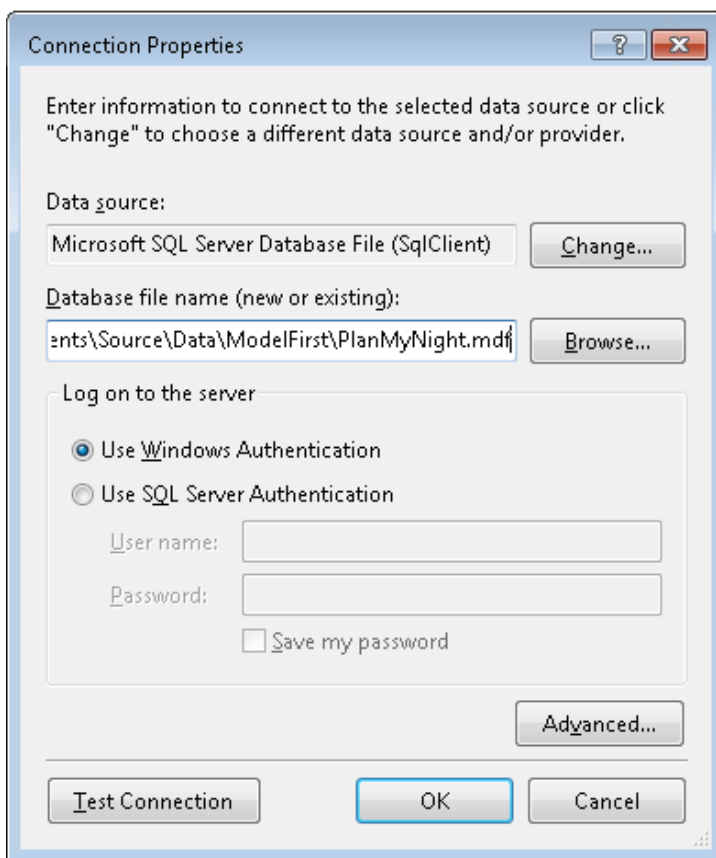 Connection Properties
Enter information to connect to the selected data source or click
"Change" to choose a different data source and/or provider.
Data source:
Microsoft SQL Server Database File (SqlClient)
Change...
Database file name (new or existing):
ents\Source\Data\ModelFirst\PlanMyNight.mdf
Browse...
Log on to the server
Use Windows Authentication
Use SQL Server Authentication
User name:
Password:
Save my password
Advanced...
Test Connection
OK
Cancel